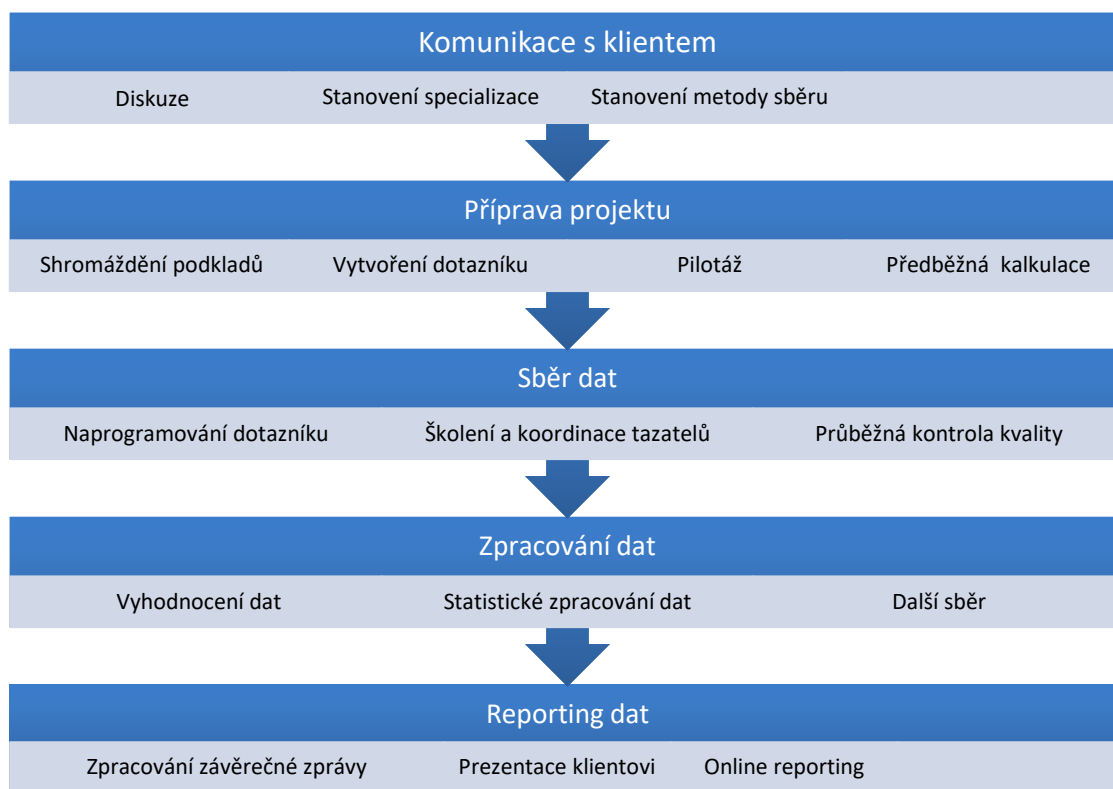 Komunikace s klientem
Diskuze Stanovení specializace Stanovení metody sběru
Příprava projektu
Shromáždění podkladů Vytvoření dotazníku Pilotáž Předběžná kalkulace
Sběr dat
Naprogramování dotazníku Školení a koordinace tazatelů Průběžná kontrola kvality
Zpracování dat
Vyhodnocení dat Statistické zpracování dat Další sběr
Reporting dat
Zpracování závěrečné zprávy Prezentace klientovi Online reporting